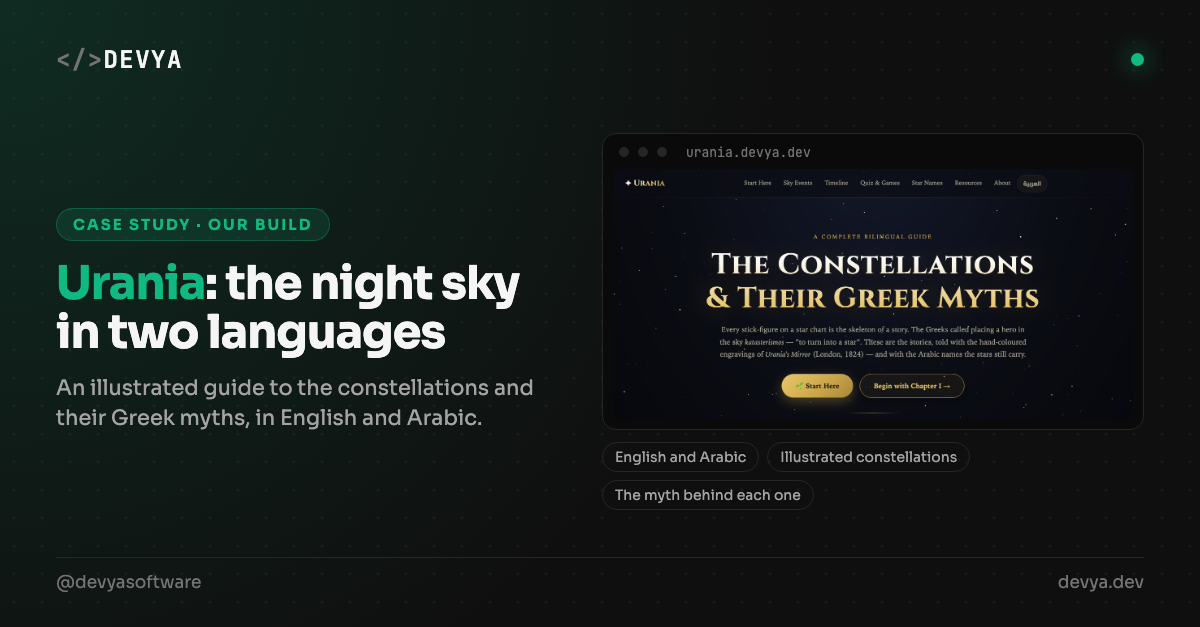 </>DEVYA
CASE STUDY · OUR BUILD
Urania: the night sky
in two languages
An illustrated guide to the constellations and
their Greek myths, in English and Arabic.
urania.devya.dev
✦ URANIA
Start Here Sky Events Timeline Quiz & Games Star Names Resources About العربية
A COMPLETE BILINGUAL GUIDE
THE CONSTELLATIONS
& THEIR GREEK MYTHS
Every stick-figure on a star chart is the skeleton of a story. The Greeks called placing a hero in
the sky katasterismos — "to turn into a star". These are the stories, told with the hand-coloured
engravings of Urania's Mirror (London, 1824) — and with the Arabic names the stars still carry.
🌱 Start Here
Begin with Chapter I →
English and Arabic
Illustrated constellations
The myth behind each one
@devyasoftware
devya.dev